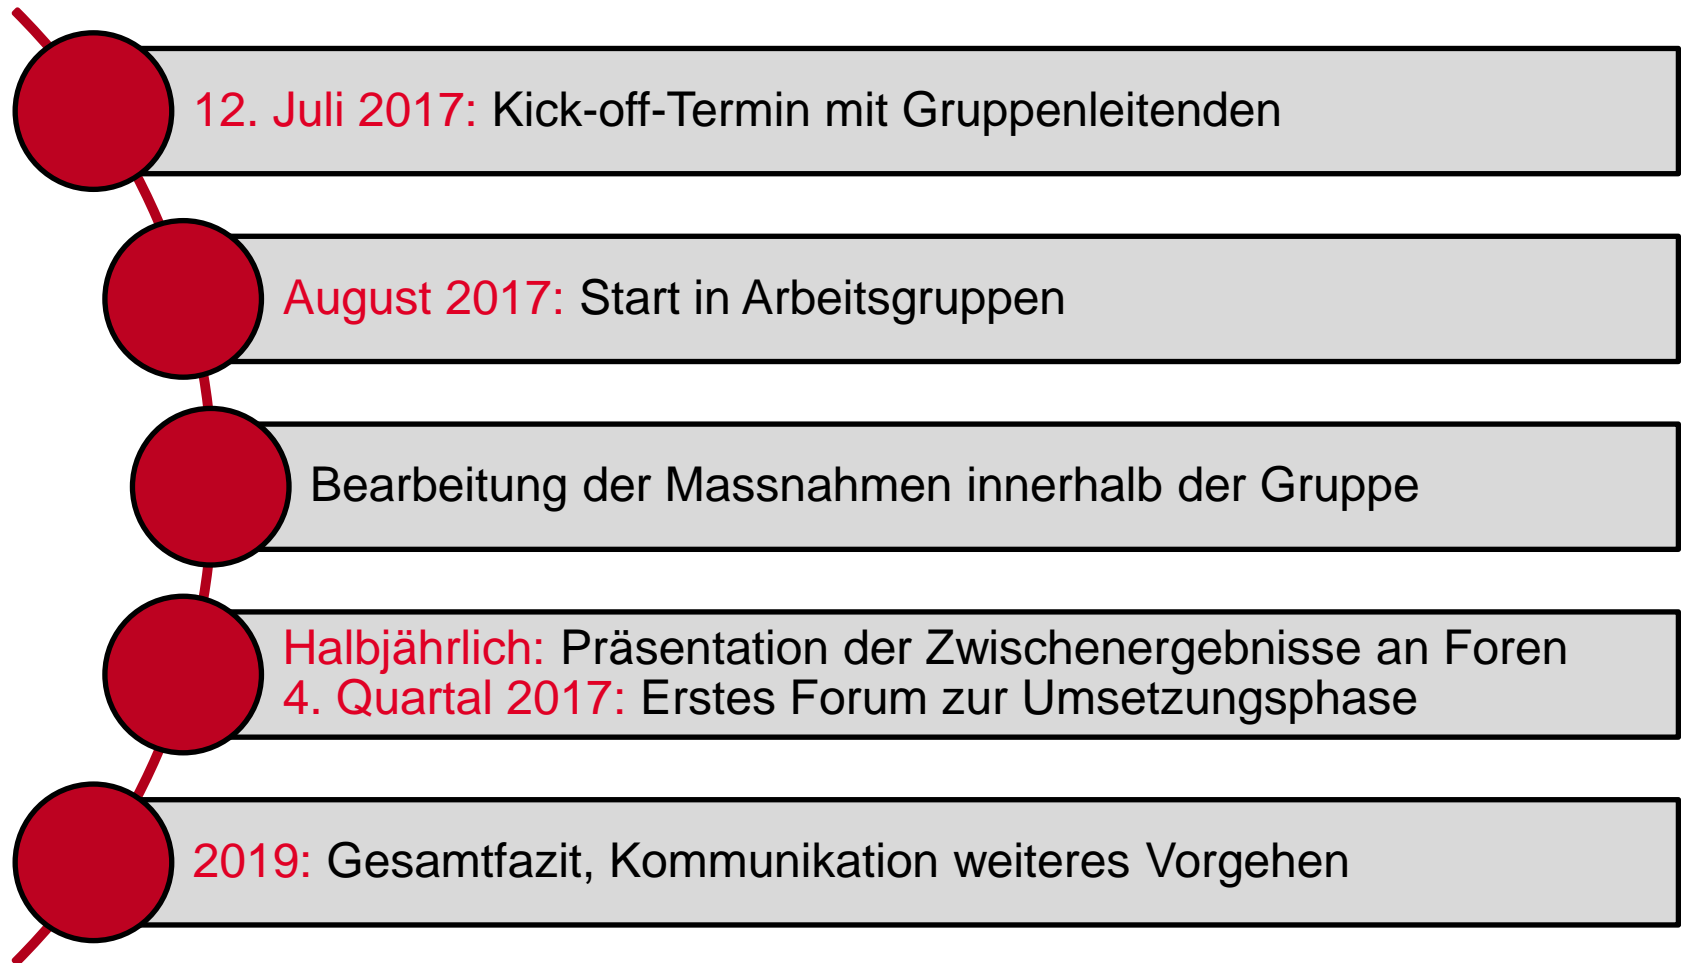 12. Juli 2017: Kick-off-Termin mit Gruppenleitenden
August 2017: Start in Arbeitsgruppen
Bearbeitung der Massnahmen innerhalb der Gruppe
Halbjährlich: Präsentation der Zwischenergebnisse an Foren
4. Quartal 2017: Erstes Forum zur Umsetzungsphase
2019: Gesamtfazit, Kommunikation weiteres Vorgehen